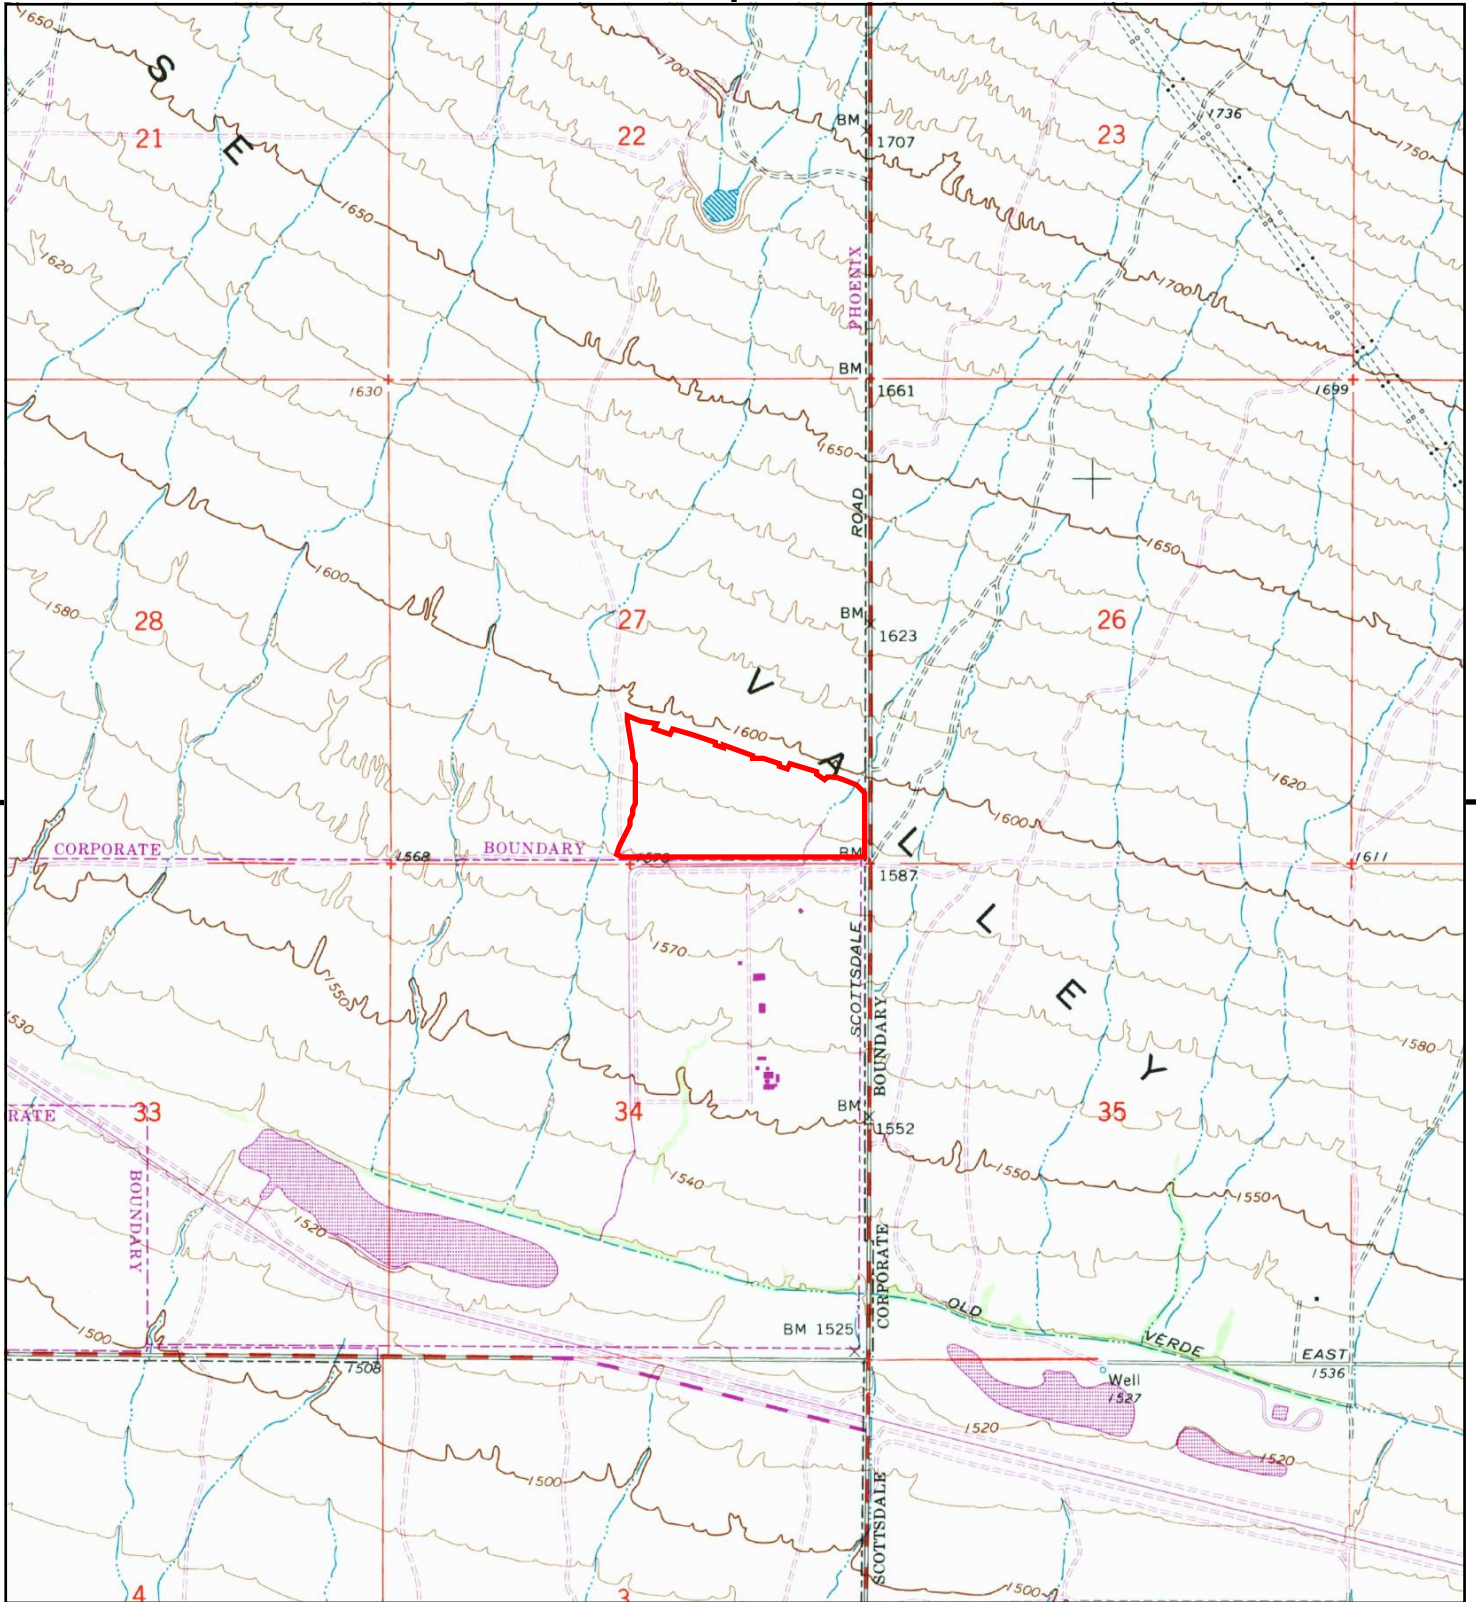 1650
S
1700
BM
1736
21
E
22
1707
23
1750
1650
1620
PHOENIX
1700
BM
1630
1661
1699
1650
ROAD
1650
1600
1580
BM
28
27
26
1623
V
1600
A
1620
1600
L
CORPORATE
1568
BOUNDARY
BM
1611
1587
L
1570
SCOTTSDALE
1550
E
BOUNDARY
1530
1580
Y
RATE
33
34
BM
35
1552
1550
1550
1540
BOUNDARY
1520
CORPORATE
OLD
1500
BM 1525
VERDE
EAST
1508
1536
Well
1527
1520
1520
1500
SCOTTSDALE
1500
4
3